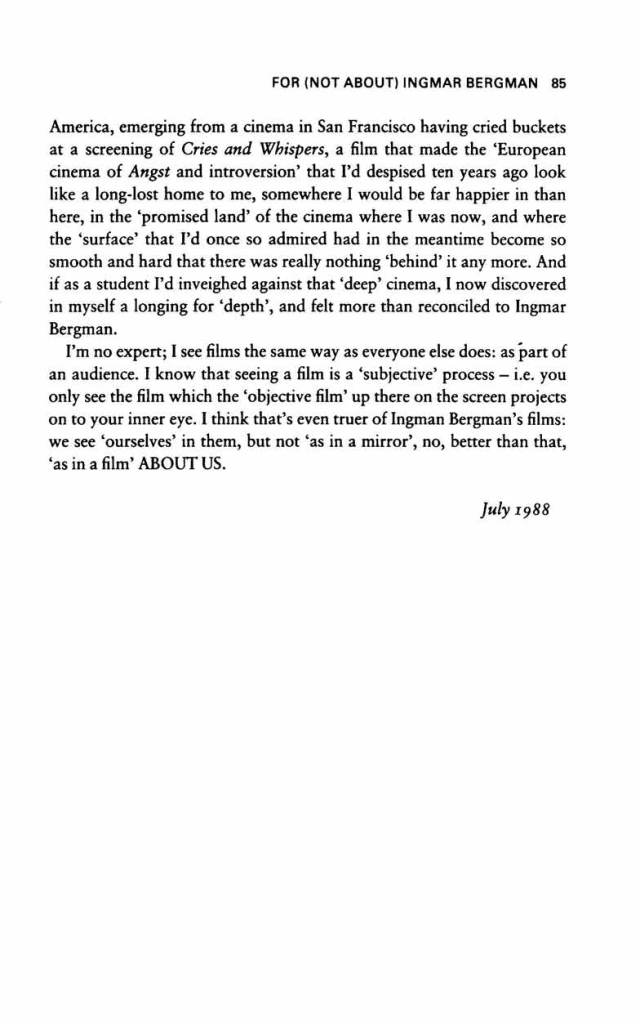 FOR (NOT ABOUT) INGMAR BERGMAN 85
America, emerging from a cinema in San Francisco having cried buckets
at a screening of Cries and Whispers, a film that made the ‘European
cinema of Angst and introversion’ that I’d despised ten years ago look
like a long-lost home to me, somewhere I would be far happier in than
here, in the ‘promised land’ of the cinema where I was now, and where
the ‘surface’ that I’d once so admired had in the meantime become so
smooth and hard that there was really nothing ‘behind’ it any more. And
if as a student I’d inveighed against that ‘deep’ cinema, I now discovered
in myself a longing for ‘depth’, and felt more than reconciled to Ingmar
Bergman.
I’m no expert; I see films the same way as everyone else does: as part of
an audience. I know that seeing a film is a ‘subjective’ process – i.e. you
only see the film which the ‘objective film’ up there on the screen projects
on to your inner eye. I think that’s even truer of Ingman Bergman’s films:
we see ‘ourselves’ in them, but not ‘as in a mirror’, no, better than that,
‘as in a film’ ABOUT US.
July 1988